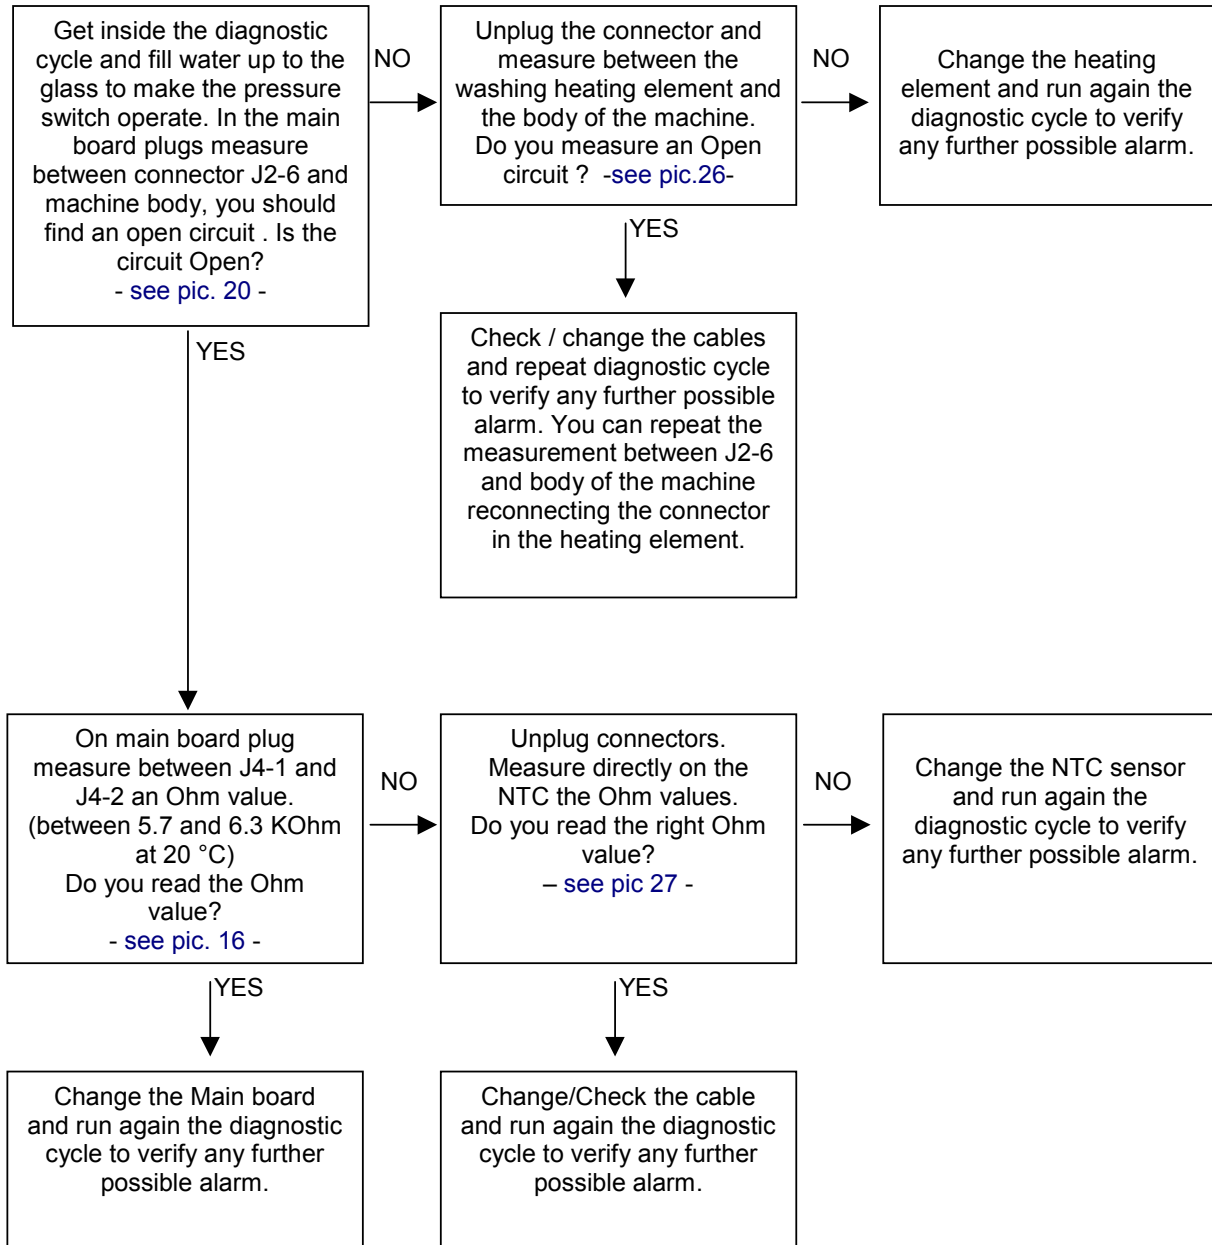 Get inside the diagnostic
cycle and fill water up to the
glass to make the pressure
switch operate. In the main
board plugs measure
between connector J2-6 and
machine body, you should
find an open circuit . Is the
circuit Open?
- see pic. 20 -
NO
Unplug the connector and
measure between the
washing heating element and
the body of the machine.
Do you measure an Open
circuit ?  -see pic.26-
NO
Change the heating
element and run again the
diagnostic cycle to verify
any further possible alarm.
YES
Check / change the cables
and repeat diagnostic cycle
to verify any further possible
alarm. You can repeat the
measurement between J2-6
and body of the machine
reconnecting the connector
in the heating element.
YES
On main board plug
measure between J4-1 and
J4-2 an Ohm value.
(between 5.7 and 6.3 KOhm
at 20 °C)
Do you read the Ohm
value?
- see pic. 16 -
NO
Unplug connectors.
Measure directly on the
NTC the Ohm values.
Do you read the right Ohm
value?
– see pic 27 -
NO
Change the NTC sensor
and run again the
diagnostic cycle to verify
any further possible alarm.
YES
Change the Main board
and run again the diagnostic
cycle to verify any further
possible alarm.
YES
Change/Check the cable
and run again the diagnostic
cycle to verify any further
possible alarm.